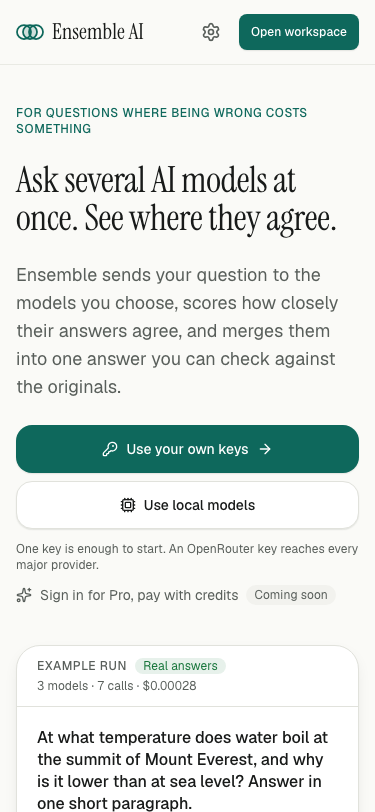 Ensemble AI
Open workspace
FOR QUESTIONS WHERE BEING WRONG COSTS
SOMETHING
Ask several AI models at
once. See where they agree.
Ensemble sends your question to the
models you choose, scores how closely
their answers agree, and merges them
into one answer you can check against
the originals.
Use your own keys
Use local models
One key is enough to start. An OpenRouter key reaches every
major provider.
Sign in for Pro, pay with credits Coming soon
EXAMPLE RUN Real answers
3 models · 7 calls · $0.00028
At what temperature does water boil at
the summit of Mount Everest, and why
is it lower than at sea level? Answer in
one short paragraph.